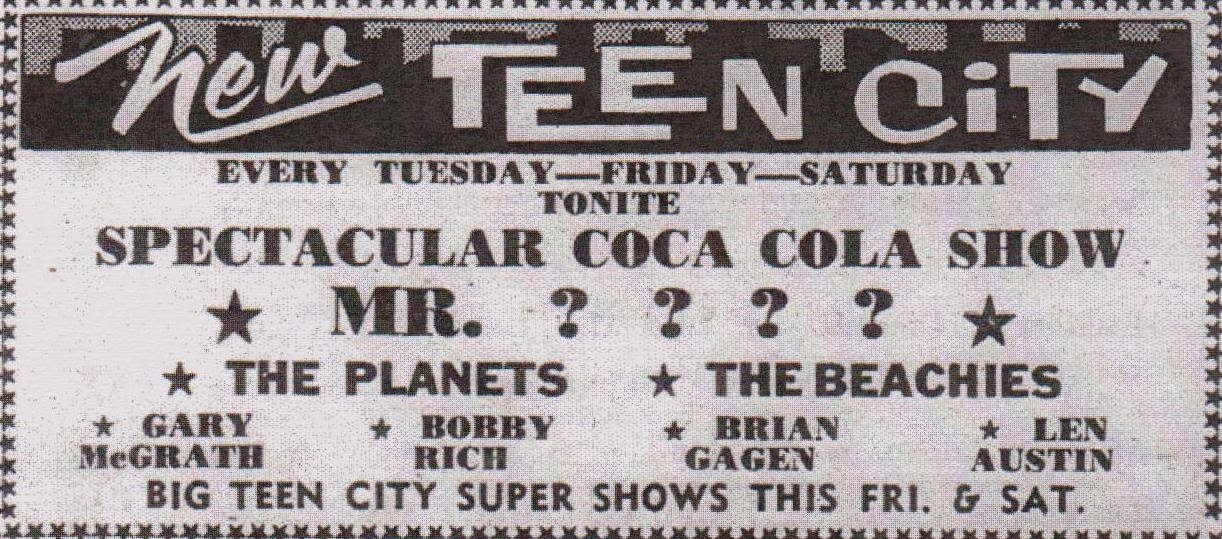 New TEEN CiTY
EVERY TUESDAY—FRIDAY—SATURDAY
TONITE
SPECTACULAR COCA COLA SHOW
★ MR. ? ? ? ? ★
★ THE PLANETS ★ THE BEACHIES
★ GARY McGRATH ★ BOBBY RICH ★ BRIAN GAGEN ★ LEN AUSTIN
BIG TEEN CITY SUPER SHOWS THIS FRI. & SAT.